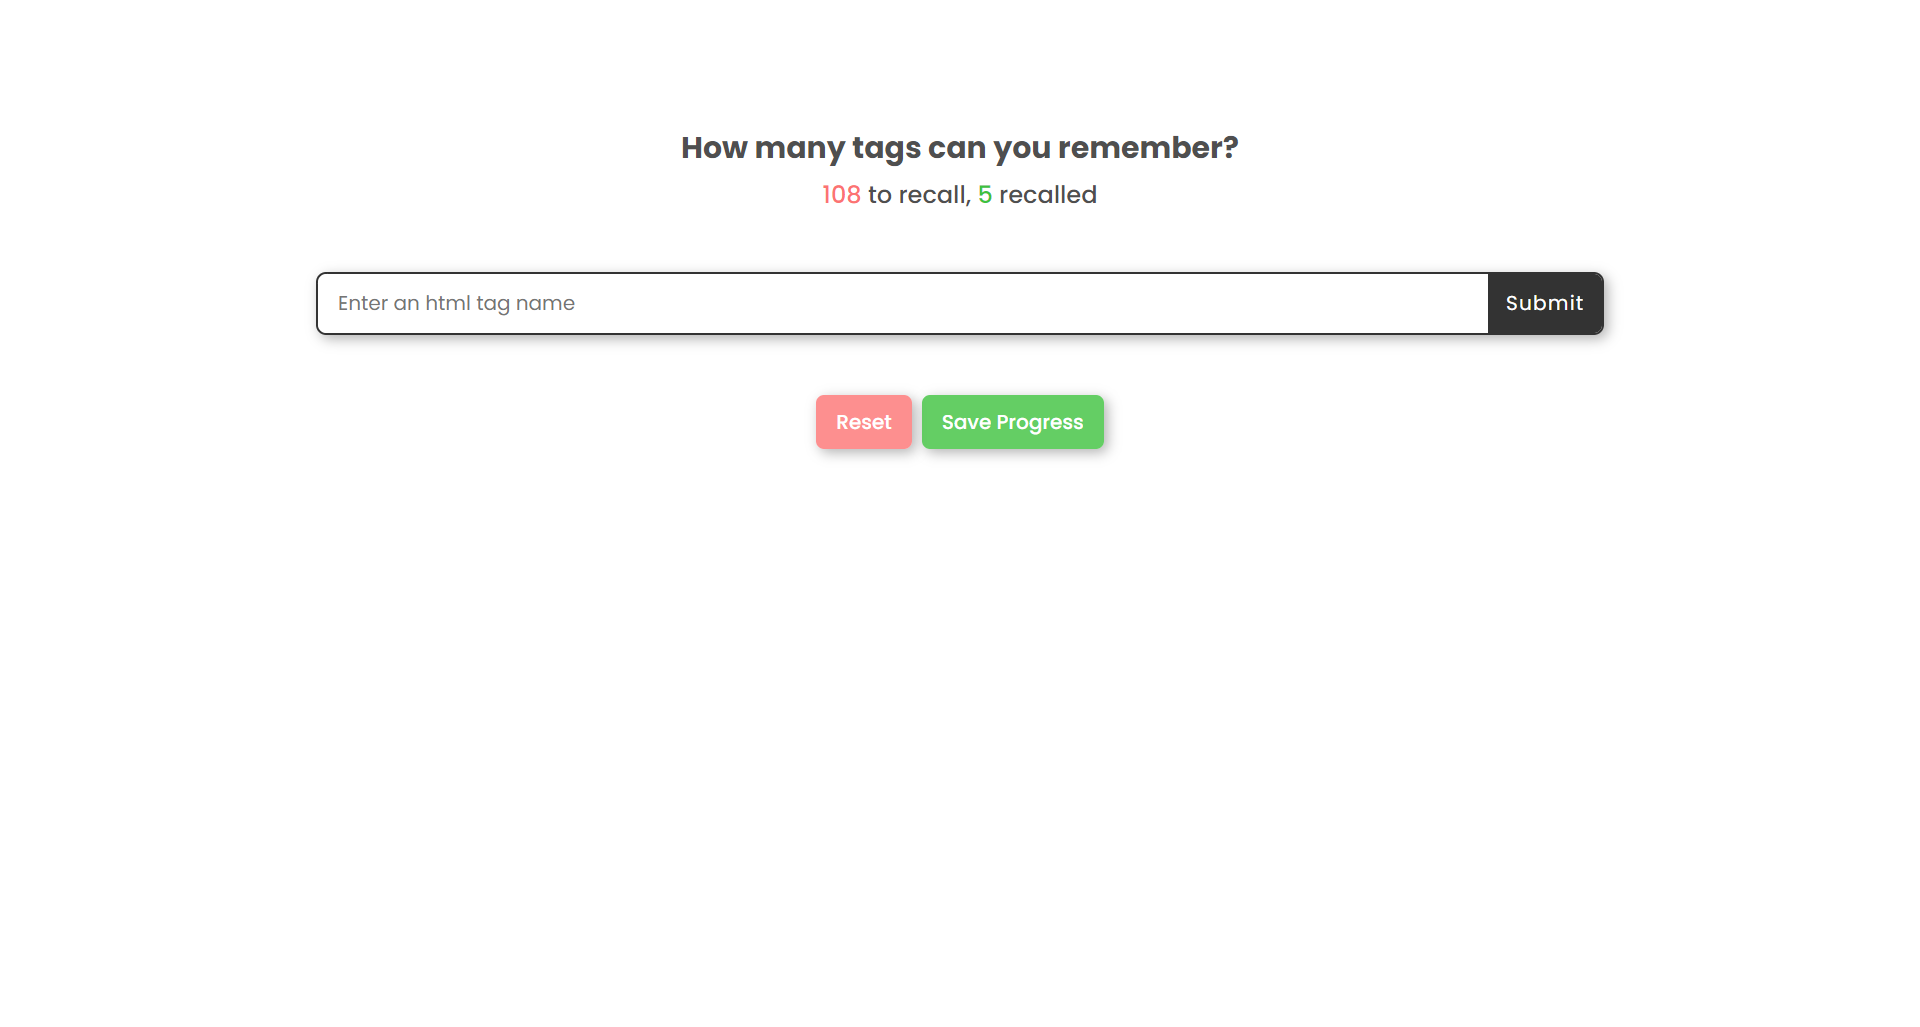 How many tags can you remember?
108 to recall, 5 recalled
Enter an html tag name
Submit
Reset
Save Progress